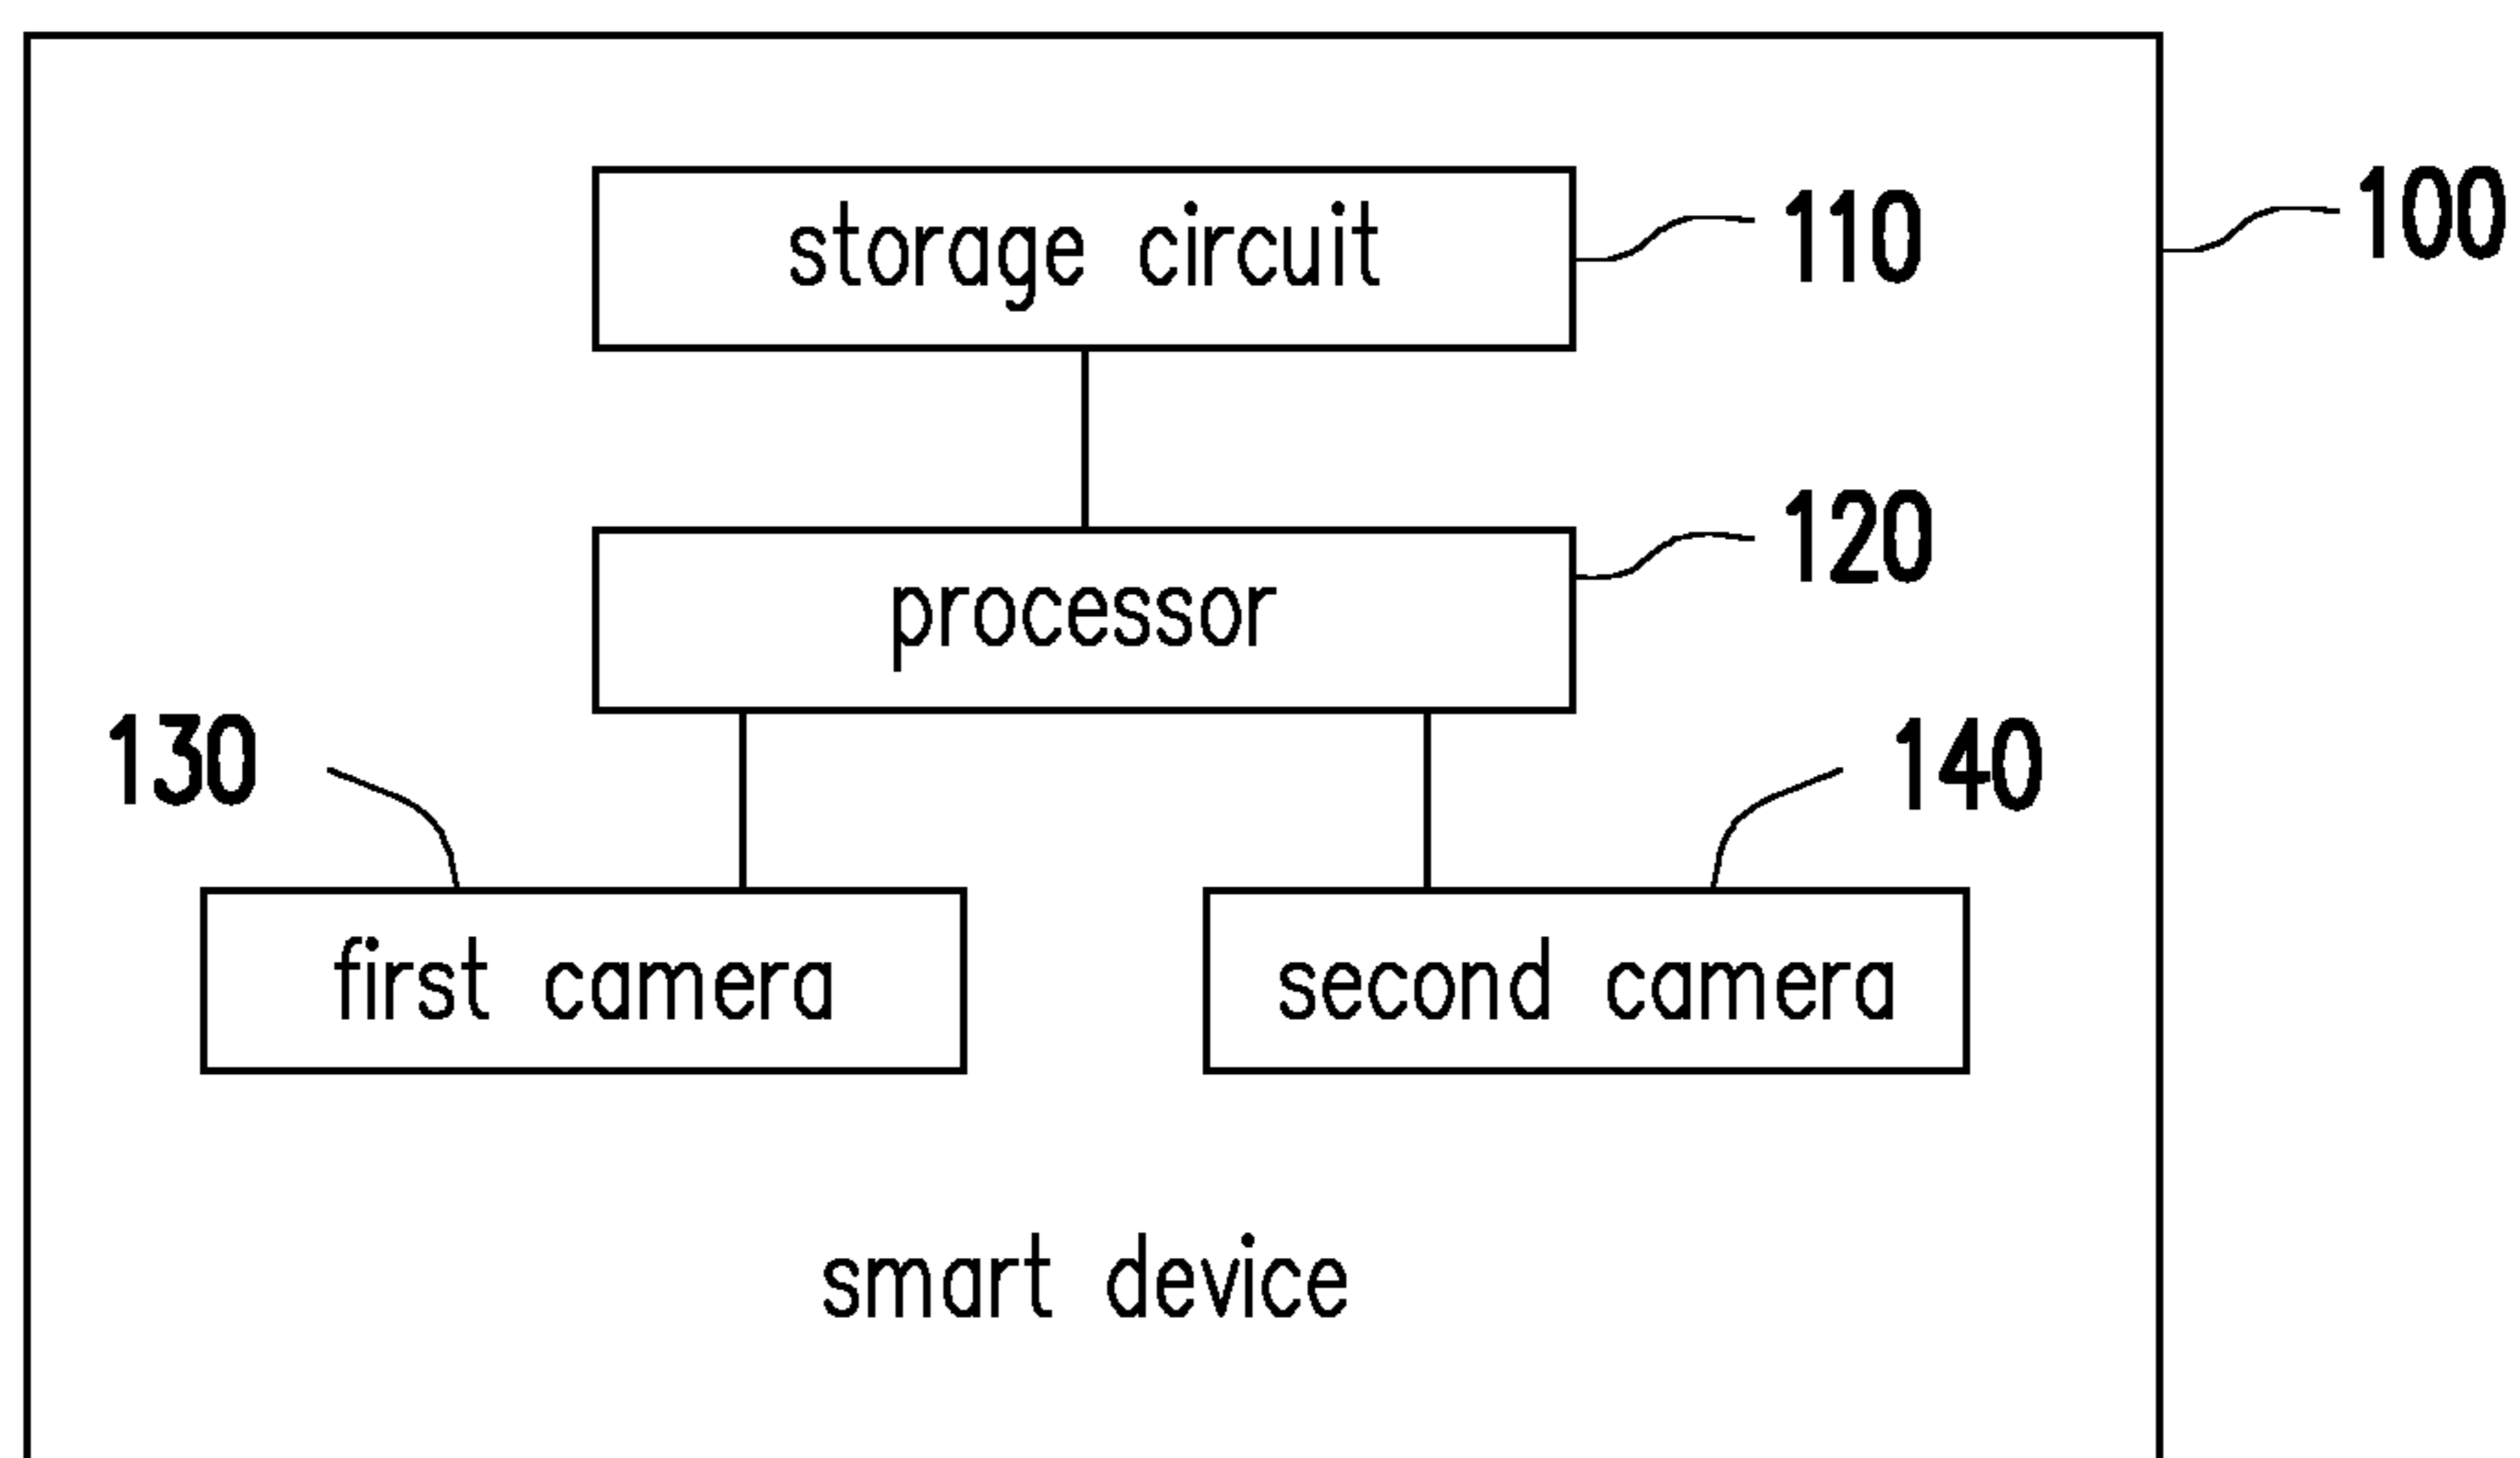 storage circuit
110
100
processor
120
130
140
first camera
second camera
smart device